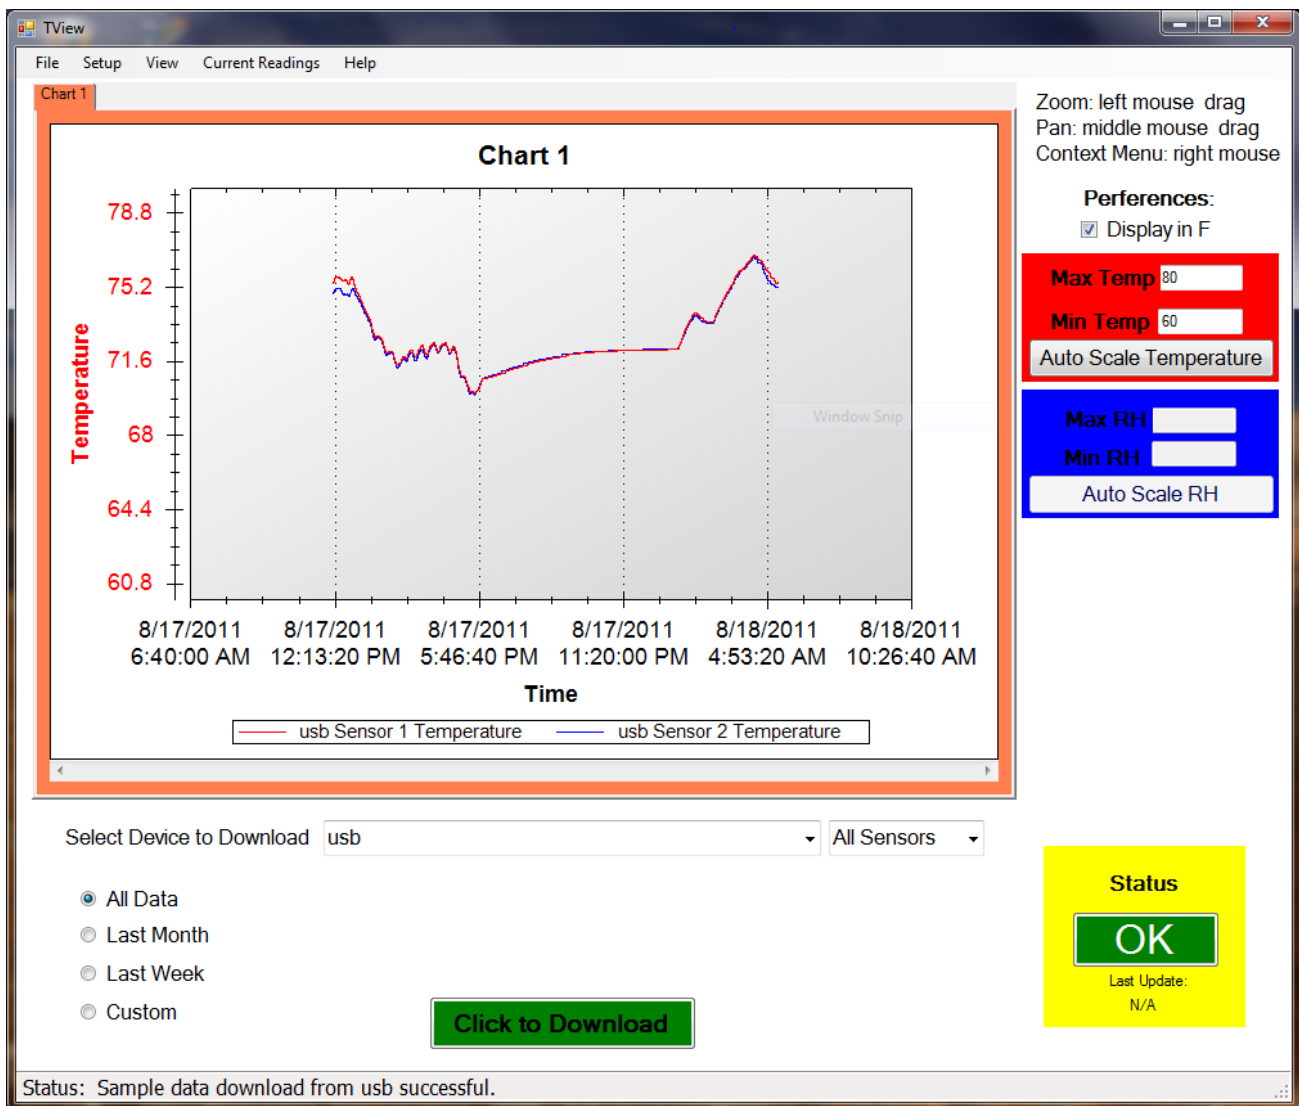 TView
File Setup View Current Readings Help
Chart 1
Zoom: left mouse drag
Pan: middle mouse drag
Context Menu: right mouse
Perferences:
Display in F
Max Temp 80
Min Temp 60
Auto Scale Temperature
Max RH
Min RH
Auto Scale RH
Chart 1
Temperature
78.8
75.2
71.6
68
64.4
60.8
Window Snip
8/17/2011 8/17/2011 8/17/2011 8/17/2011 8/18/2011 8/18/2011
6:40:00 AM 12:13:20 PM 5:46:40 PM 11:20:00 PM 4:53:20 AM 10:26:40 AM
Time
usb Sensor 1 Temperature usb Sensor 2 Temperature
Select Device to Download usb All Sensors
All Data
Last Month
Last Week
Custom
Click to Download
Status
OK
Last Update:
N/A
Status: Sample data download from usb successful.